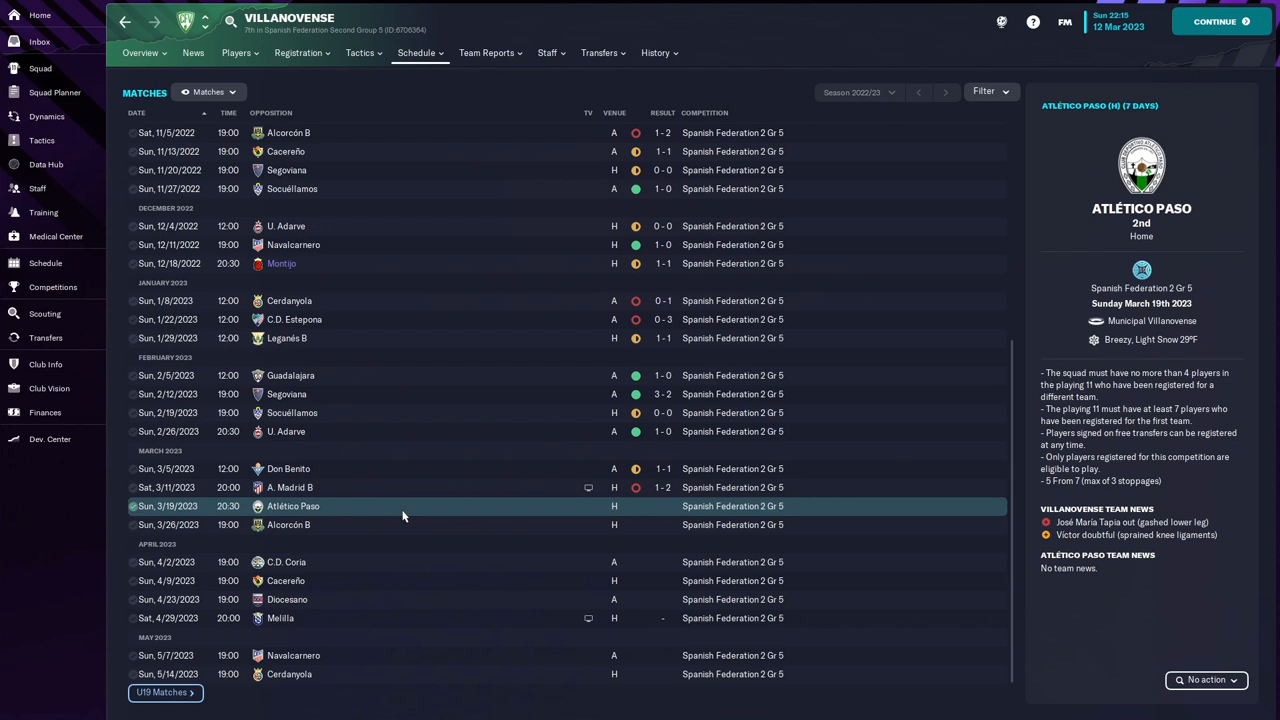 Home
Inbox
Squad
Squad Planner
Dynamics
Tactics
Data Hub
Staff
Training
Medical Center
Schedule
Competitions
Scouting
Transfers
Club Info
Club Vision
Finances
Dev. Center
VILLANOVENSE
7th in Spanish Federation Second Group 5 (ID:6706364)
FM
Sun 22:15
12 Mar 2023
CONTINUE
Overview News Players Registration Tactics Schedule Team Reports Staff Transfers History
MATCHES Matches Season 2022/23 Filter
DATE TIME OPPOSITION TV VENUE RESULT COMPETITION
Sat, 11/5/2022 19:00 Alcorcón B A 1 - 2 Spanish Federation 2 Gr 5
Sun, 11/13/2022 19:00 Cacereño A 1 - 1 Spanish Federation 2 Gr 5
Sun, 11/20/2022 19:00 Segoviana H 0 - 0 Spanish Federation 2 Gr 5
Sun, 11/27/2022 19:00 Socuéllamos A 1 - 0 Spanish Federation 2 Gr 5
DECEMBER 2022
Sun, 12/4/2022 12:00 U. Adarve H 0 - 0 Spanish Federation 2 Gr 5
Sun, 12/11/2022 19:00 Navalcarnero H 1 - 0 Spanish Federation 2 Gr 5
Sun, 12/18/2022 20:30 Montijo H 1 - 1 Spanish Federation 2 Gr 5
JANUARY 2023
Sun, 1/8/2023 12:00 Cerdanyola A 0 - 1 Spanish Federation 2 Gr 5
Sun, 1/22/2023 12:00 C.D. Estepona A 0 - 3 Spanish Federation 2 Gr 5
Sun, 1/29/2023 12:00 Leganés B H 1 - 1 Spanish Federation 2 Gr 5
FEBRUARY 2023
Sun, 2/5/2023 12:00 Guadalajara A 1 - 0 Spanish Federation 2 Gr 5
Sun, 2/12/2023 19:00 Segoviana A 3 - 2 Spanish Federation 2 Gr 5
Sun, 2/19/2023 19:00 Socuéllamos H 0 - 0 Spanish Federation 2 Gr 5
Sun, 2/26/2023 20:30 U. Adarve A 1 - 0 Spanish Federation 2 Gr 5
MARCH 2023
Sun, 3/5/2023 12:00 Don Benito A 1 - 1 Spanish Federation 2 Gr 5
Sat, 3/11/2023 20:00 A. Madrid B H 1 - 2 Spanish Federation 2 Gr 5
Sun, 3/19/2023 20:30 Atlético Paso H Spanish Federation 2 Gr 5
Sun, 3/26/2023 19:00 Alcorcón B H Spanish Federation 2 Gr 5
APRIL 2023
Sun, 4/2/2023 19:00 C.D. Coria A Spanish Federation 2 Gr 5
Sun, 4/9/2023 19:00 Cacereño H Spanish Federation 2 Gr 5
Sun, 4/23/2023 19:00 Diocesano A Spanish Federation 2 Gr 5
Sat, 4/29/2023 20:00 Melilla H - Spanish Federation 2 Gr 5
MAY 2023
Sun, 5/7/2023 19:00 Navalcarnero A Spanish Federation 2 Gr 5
Sun, 5/14/2023 19:00 Cerdanyola H Spanish Federation 2 Gr 5
U19 Matches
ATLÉTICO PASO (H) (7 DAYS)
ATLÉTICO PASO
2nd
Home
Spanish Federation 2 Gr 5
Sunday March 19th 2023
Municipal Villanovense
Breezy, Light Snow 29°F
- The squad must have no more than 4 players in
the playing 11 who have been registered for a
different team.
- The playing 11 must have at least 7 players who
have been registered for the first team.
- Players signed on free transfers can be registered
at any time.
- Only players registered for this competition are
eligible to play.
- 5 From 7 (max of 3 stoppages)
VILLANOVENSE TEAM NEWS
José María Tapia out (gashed lower leg)
Víctor doubtful (sprained knee ligaments)
ATLÉTICO PASO TEAM NEWS
No team news.
No action